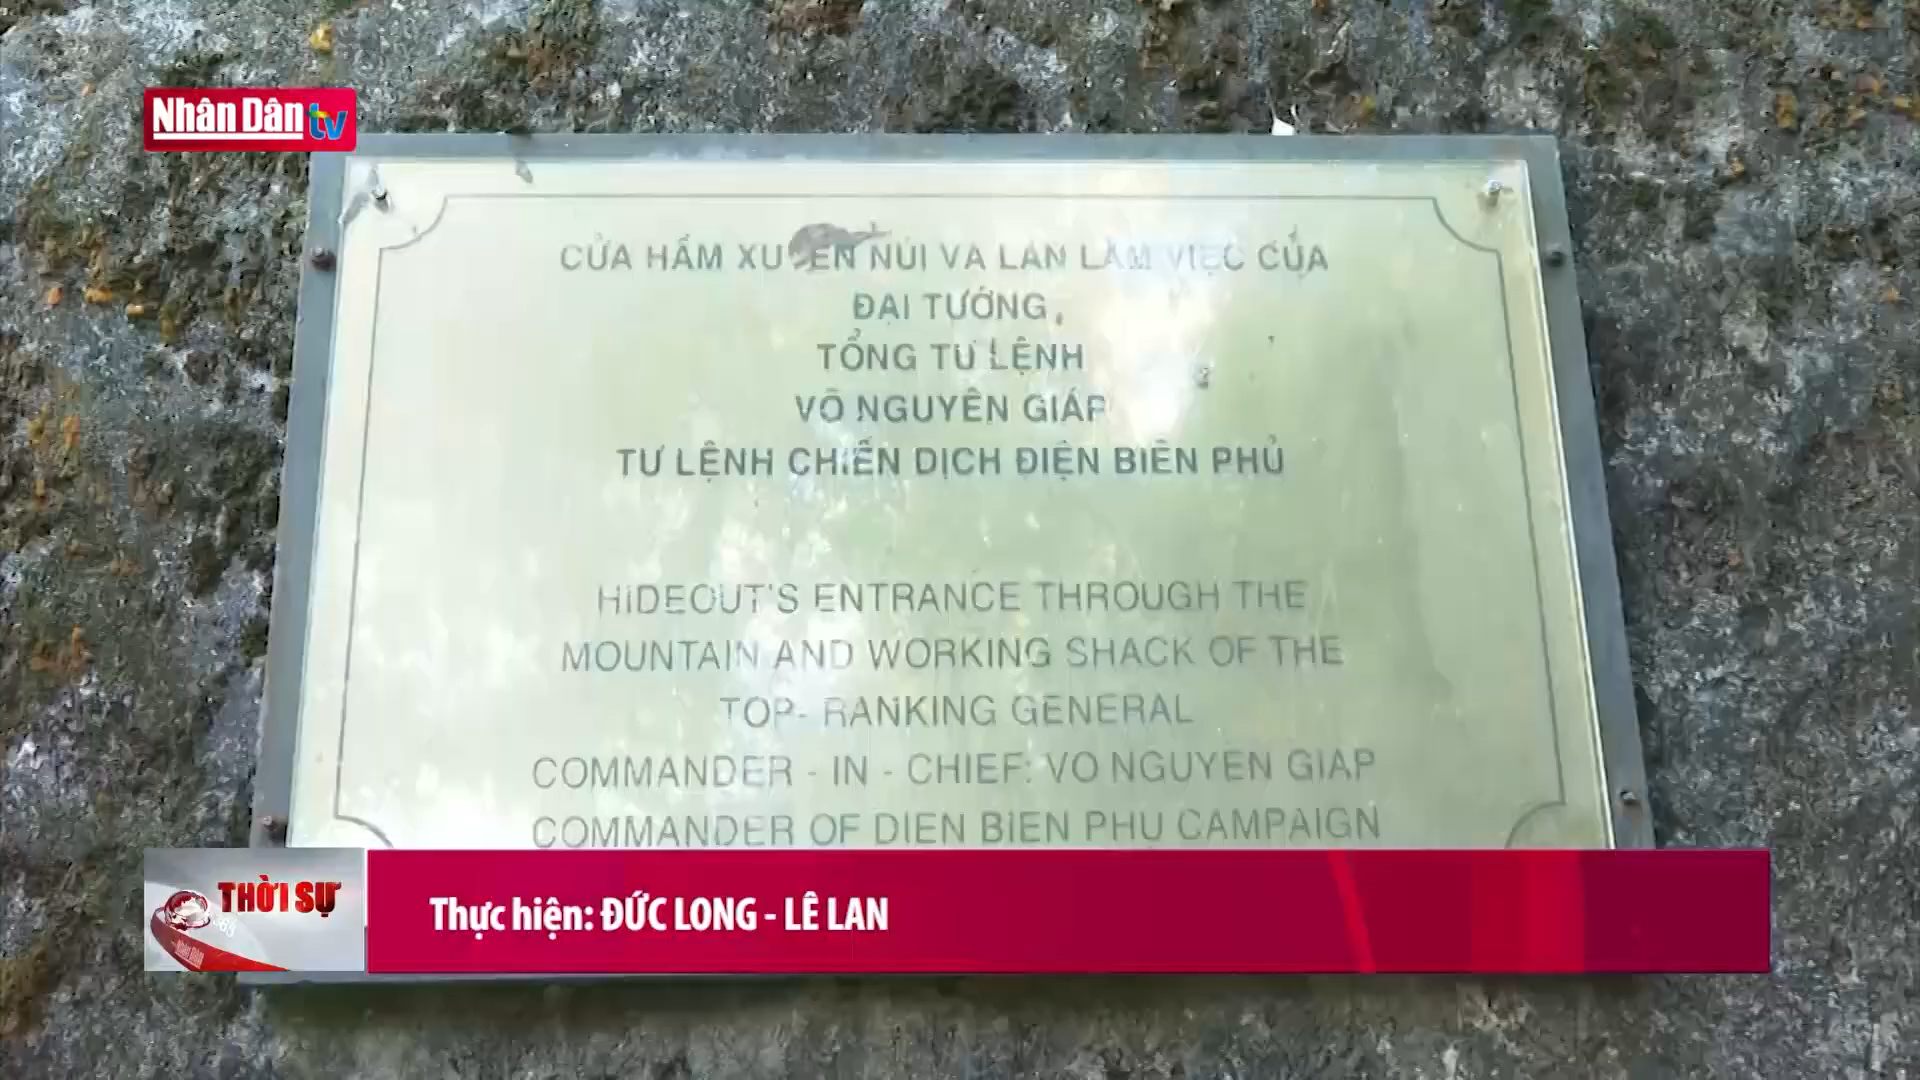 Nhân Dân tv
CỬA HẦM XUYÊN NÚI VÀ LÁN LÀM VIỆC CỦA
ĐẠI TƯỚNG,
TỔNG TƯ LỆNH
VÕ NGUYÊN GIÁP
TƯ LỆNH CHIẾN DỊCH ĐIỆN BIÊN PHỦ
HIDEOUT'S ENTRANCE THROUGH THE
MOUNTAIN AND WORKING SHACK OF THE
TOP- RANKING GENERAL
COMMANDER - IN - CHIEF: VO NGUYEN GIAP
COMMANDER OF DIEN BIEN PHU CAMPAIGN
THỜI SỰ
Thực hiện: ĐỨC LONG - LÊ LAN
NHÂN DÂN